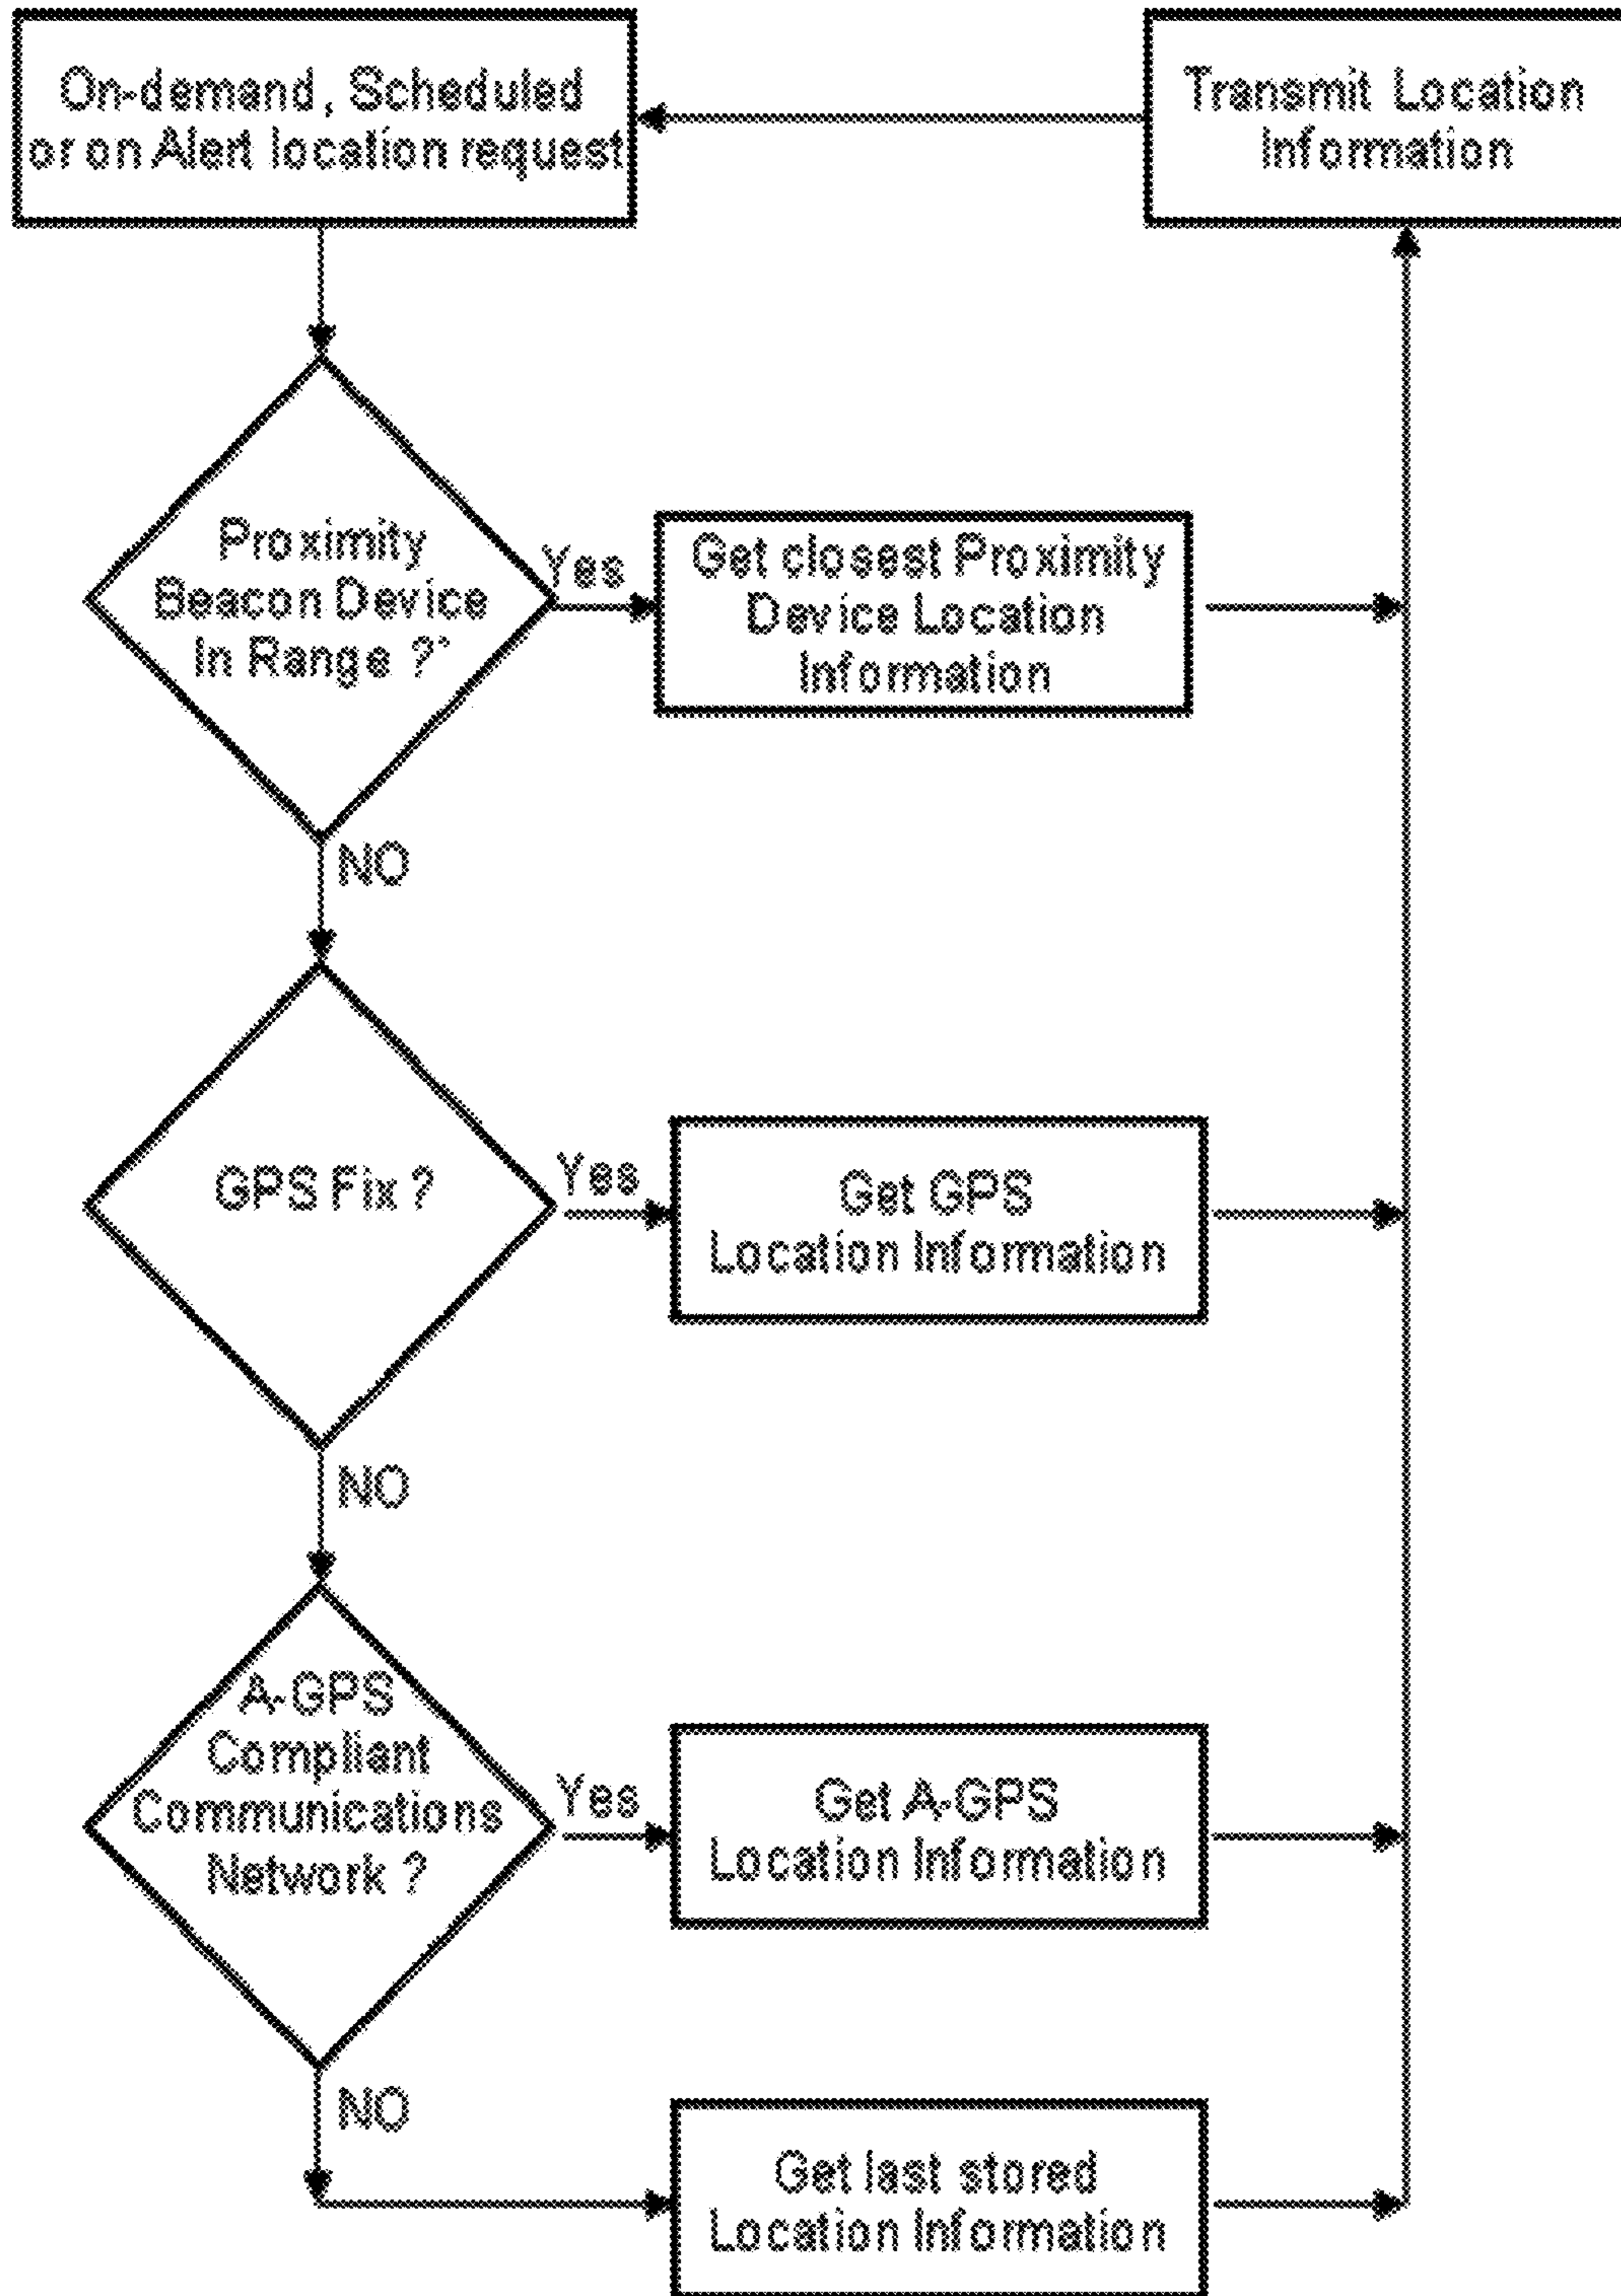 On-demand, Scheduled
or on Alert location request
Transmit Location
Information
Proximity
Beacon Device
In Range ?*
Yes
Get closest Proximity
Device Location
Information
NO
GPS Fix ?
Yes
Get GPS
Location Information
NO
A-GPS
Compliant
Communications
Network ?
Yes
Get A-GPS
Location Information
NO
Get last stored
Location Information